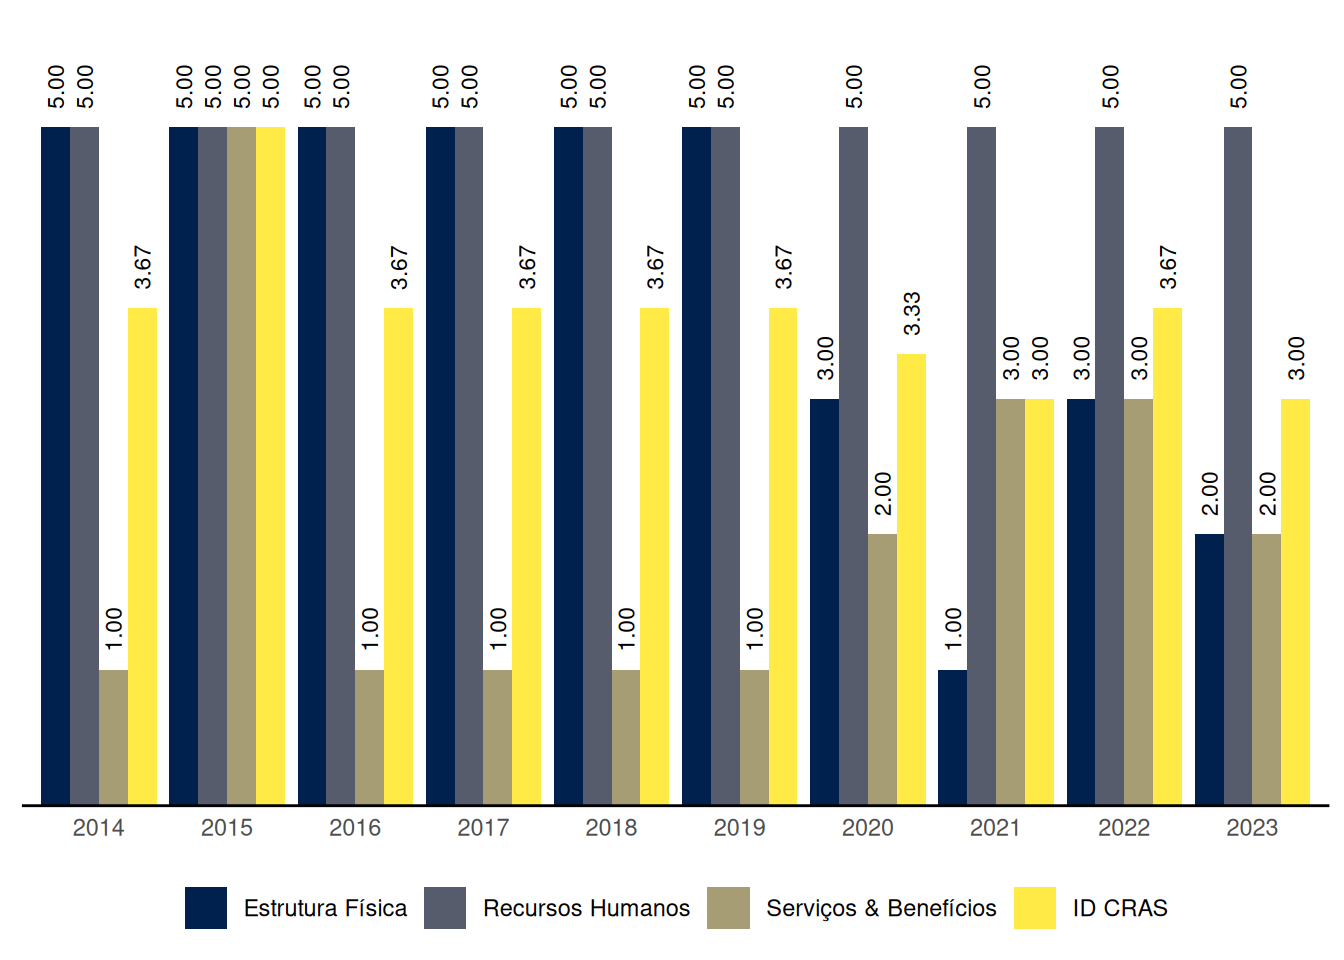 5.00 5.00 5.00 5.00 5.00 5.00 5.00 5.00 5.00 5.00 5.00 5.00 5.00 5.00 5.00 5.00 5.00 5.00
3.67 3.67 3.67 3.67 3.67 3.67
3.33
3.00 3.00 3.00 3.00 3.00 3.00
2.00 2.00 2.00
1.00 1.00 1.00 1.00 1.00 1.00
2014 2015 2016 2017 2018 2019 2020 2021 2022 2023
Estrutura Física Recursos Humanos Serviços & Benefícios ID CRAS